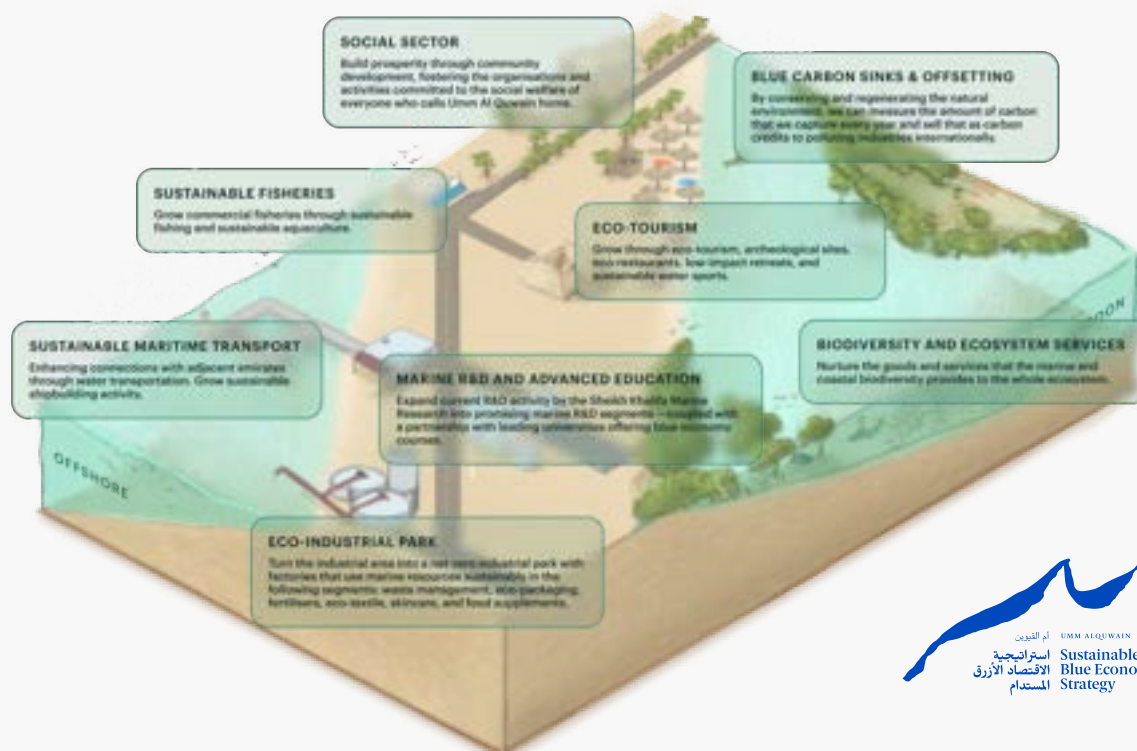 SOCIAL SECTOR
Build prosperity through community
development, fostering the organisations and
activities committed to the social welfare of
everyone who calls Umm Al Quwain home.
BLUE CARBON SINKS & OFFSETTING
By conserving and regenerating the natural
environment, we can measure the amount of carbon
that we capture every year and sell that as carbon
credits to polluting industries internationally.
SUSTAINABLE FISHERIES
Grow commercial fisheries through sustainable
fishing and sustainable aquaculture.
ECO-TOURISM
Grow through eco-tourism, archeological sites,
eco-restaurants, low impact retreats, and
sustainable water sports.
SUSTAINABLE MARITIME TRANSPORT
Enhancing connections with adjacent emirates
through water transportation. Grow sustainable
shipbuilding activity.
OON
BIODIVERSITY AND ECOSYSTEM SERVICES
Nurture the goods and services that the marine and
coastal biodiversity provides to the whole ecosystem.
MARINE R&D AND ADVANCED EDUCATION
Expand current R&D activity by the Sheikh Khalifa Marine
Research into promising marine R&D segments – coupled with
a partnership with leading universities offering blue economy
courses.
OFFSHORE
ECO-INDUSTRIAL PARK
Turn the industrial area into a net zero industrial park with
factories that use marine resources sustainably in the
following segments: waste management, eco-packaging,
fertilisers, eco-textile, skincare, and food supplements.
أم القيوين UMM ALQUWAIN
استراتيجية Sustainable
الاقتصاد الأزرق Blue Econo
المستدام Strategy